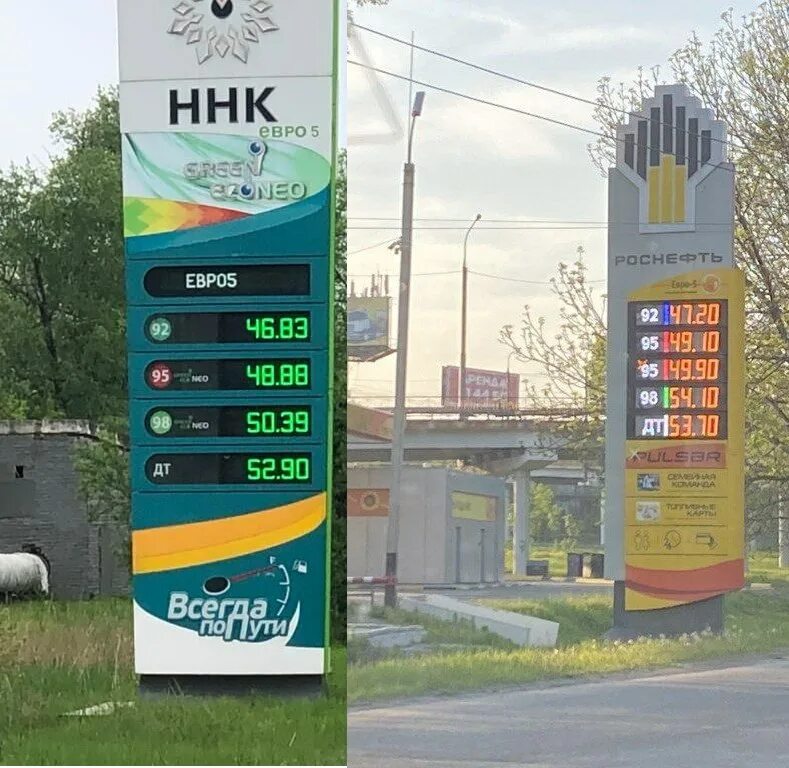 ННК
ЕВРО 5
GREEN
ECONEO
ЕВРО5
92 46.83
95 NEO 48.88
98 NEO 50.39
ДТ 52.90
F
Всегда
поПути
РОСНЕФТЬ
Евро-5
92 47.20
95 49.10
95 49.90
98 54.10
ДТ 53.70
PULSAR
СЕМЕЙНАЯ
КОМАНДА
ТОПЛИВНЫЕ
КАРТЫ
АРЕНДА